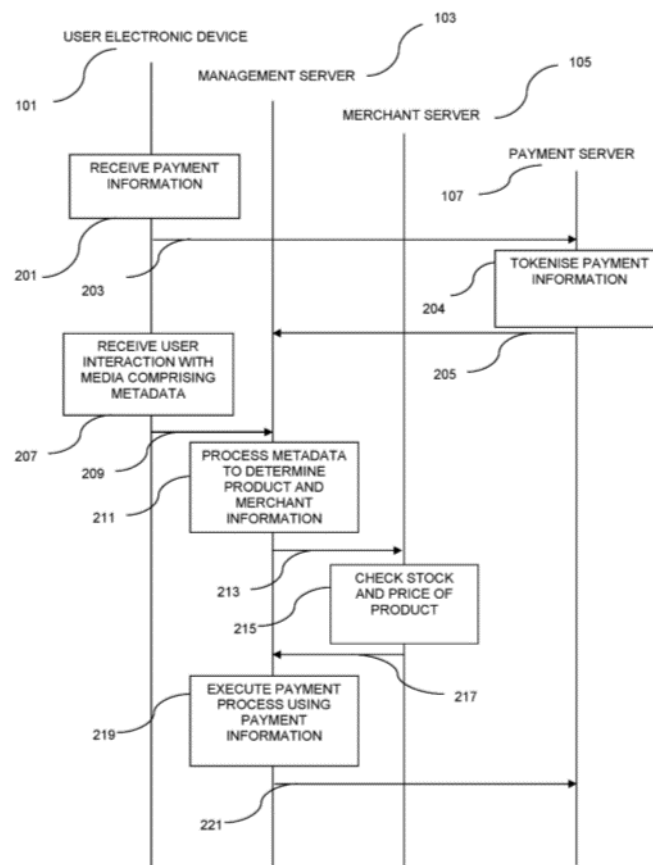 103
USER ELECTRONIC DEVICE
MANAGEMENT SERVER
105
101
MERCHANT SERVER
PAYMENT SERVER
RECEIVE PAYMENT
INFORMATION
107
201
203
TOKENISE PAYMENT
INFORMATION
204
RECEIVE USER
INTERACTION WITH
MEDIA COMPRISING
METADATA
205
207
209
PROCESS METADATA
TO DETERMINE
PRODUCT AND
MERCHANT
INFORMATION
211
213
CHECK STOCK
AND PRICE OF
PRODUCT
215
217
EXECUTE PAYMENT
PROCESS USING
PAYMENT
INFORMATION
219
221